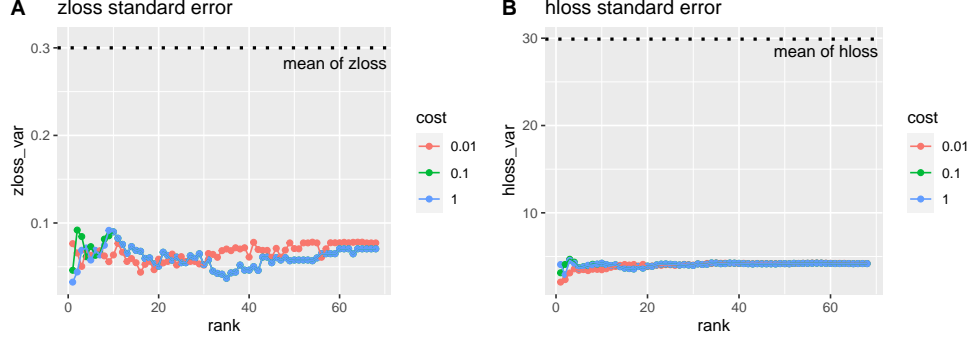 A
zloss standard error
zloss_var
0.3
0.2
0.1
mean of zloss
0
20
40
60
rank
cost
0.01
0.1
1
B
hloss standard error
hloss_var
30
20
10
mean of hloss
0
20
40
60
rank
cost
0.01
0.1
1